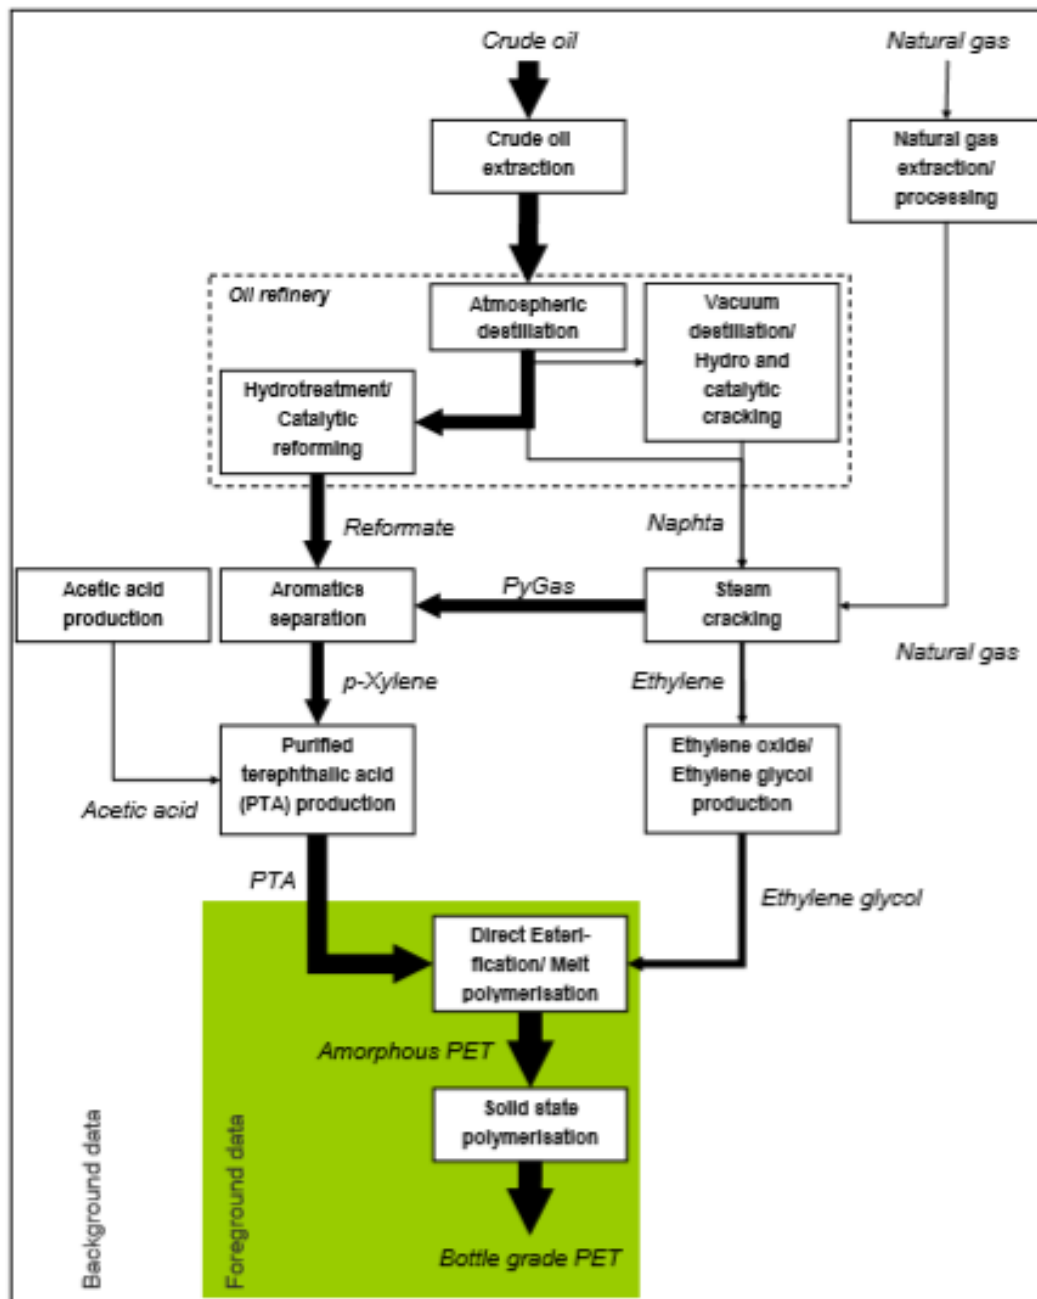 Crude oil
Natural gas
Crude oil
extraction
Natural gas
extraction/
processing
Oil refinery
Atmospheric
destillation
Vacuum
destillation/
Hydro and
catalytic
cracking
Hydrotreatment/
Catalytic
reforming
Reformate
Naphta
Acetic acid
production
Aromatics
separation
PyGas
Steam
cracking
p-Xylene
Ethylene
Natural gas
Purified
terephthalic acid
(PTA) production
Ethylene oxide/
Ethylene glycol
production
Acetic acid
PTA
Ethylene glycol
Direct Esteri-
fication/ Melt
polymerisation
Amorphous PET
Solid state
polymerisation
Bottle grade PET
Background data
Foreground data